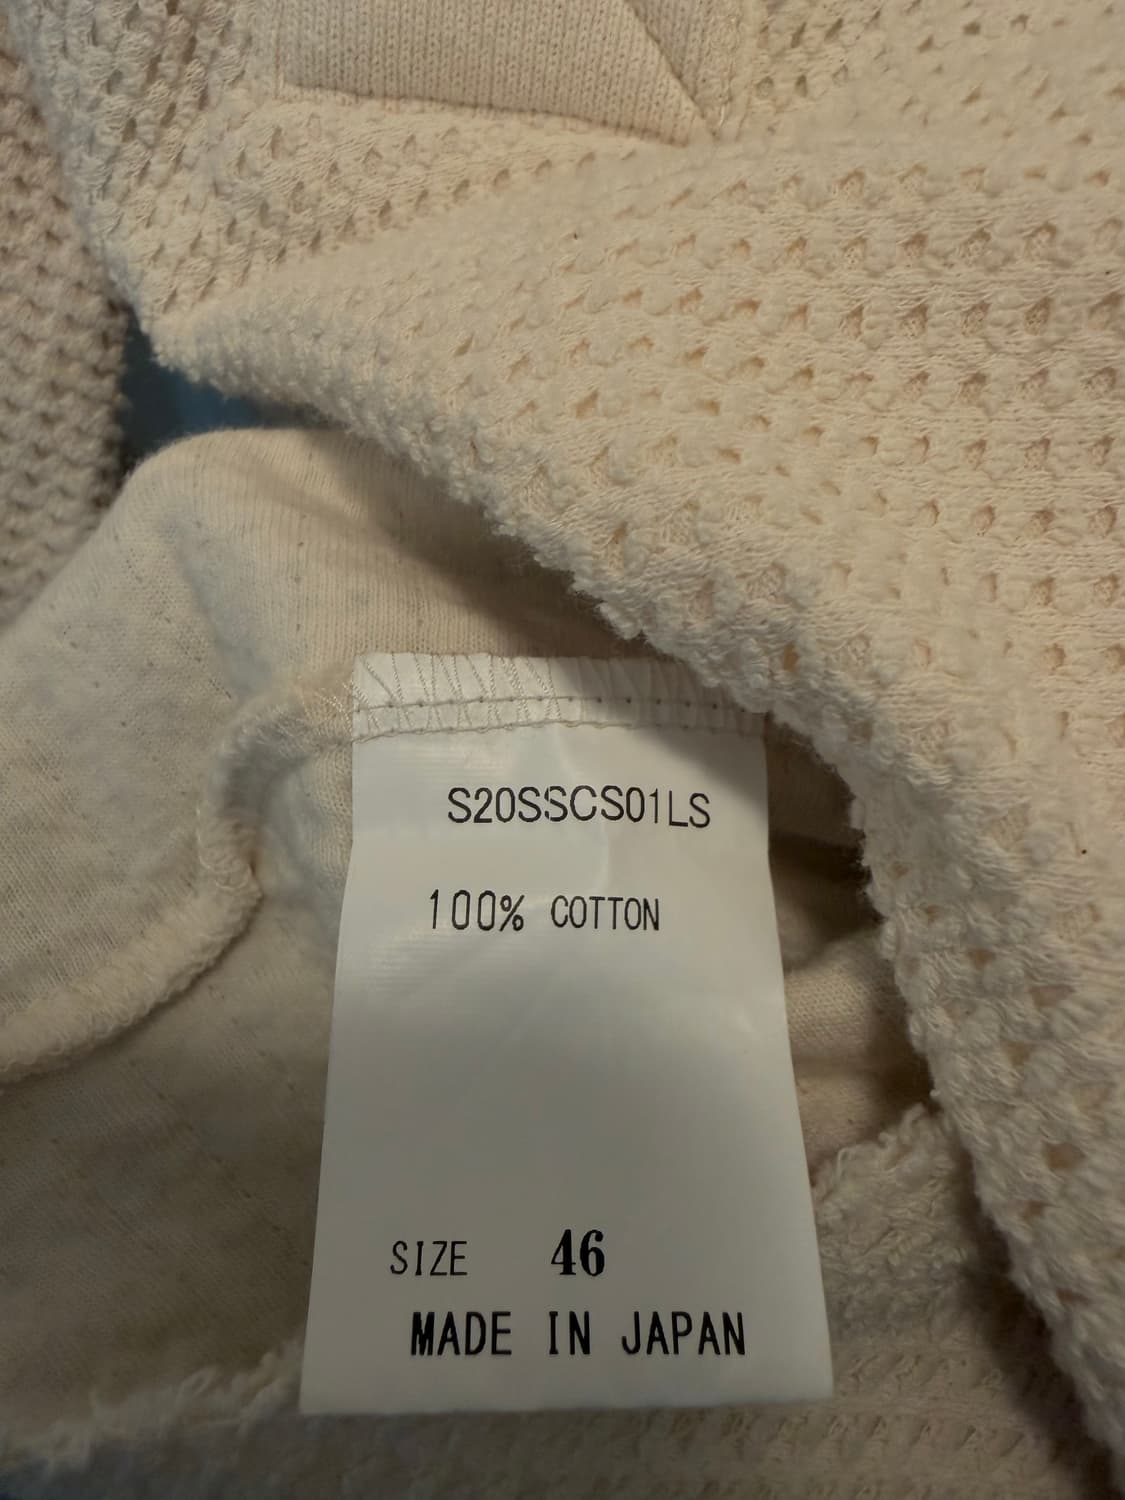 S20SSCS01LS
100% COTTON
SIZE 46
MADE IN JAPAN